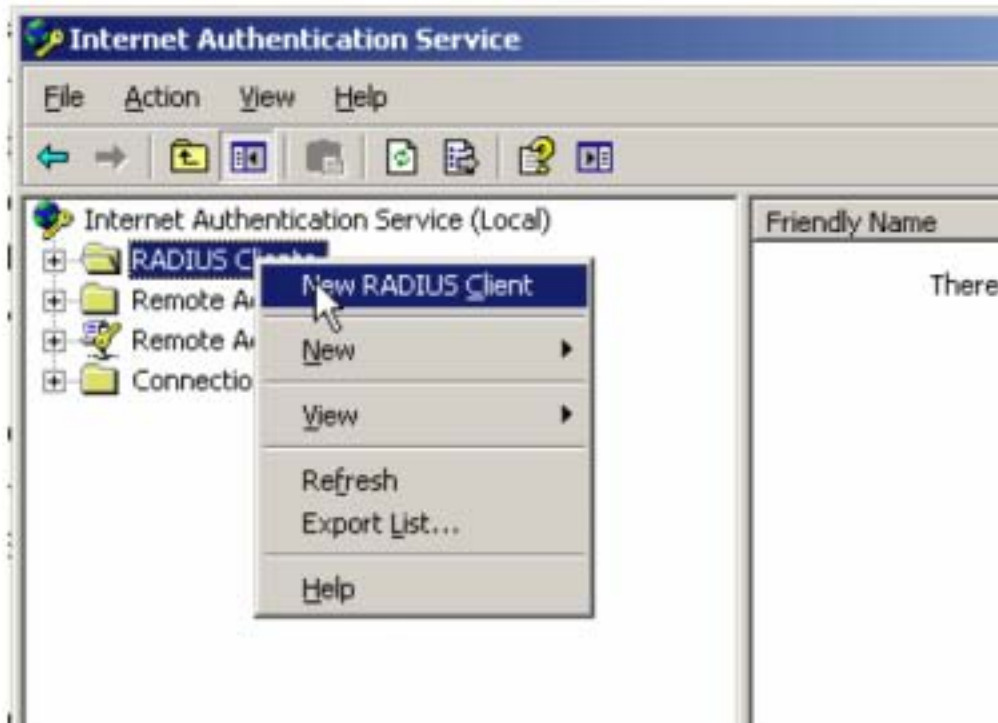 Internet Authentication Service
File Action View Help
Internet Authentication Service (Local)
Friendly Name
RADIUS Clients
There
New RADIUS Client
Remote A
New
Remote A
Connectio
View
Refresh
Export List...
Help